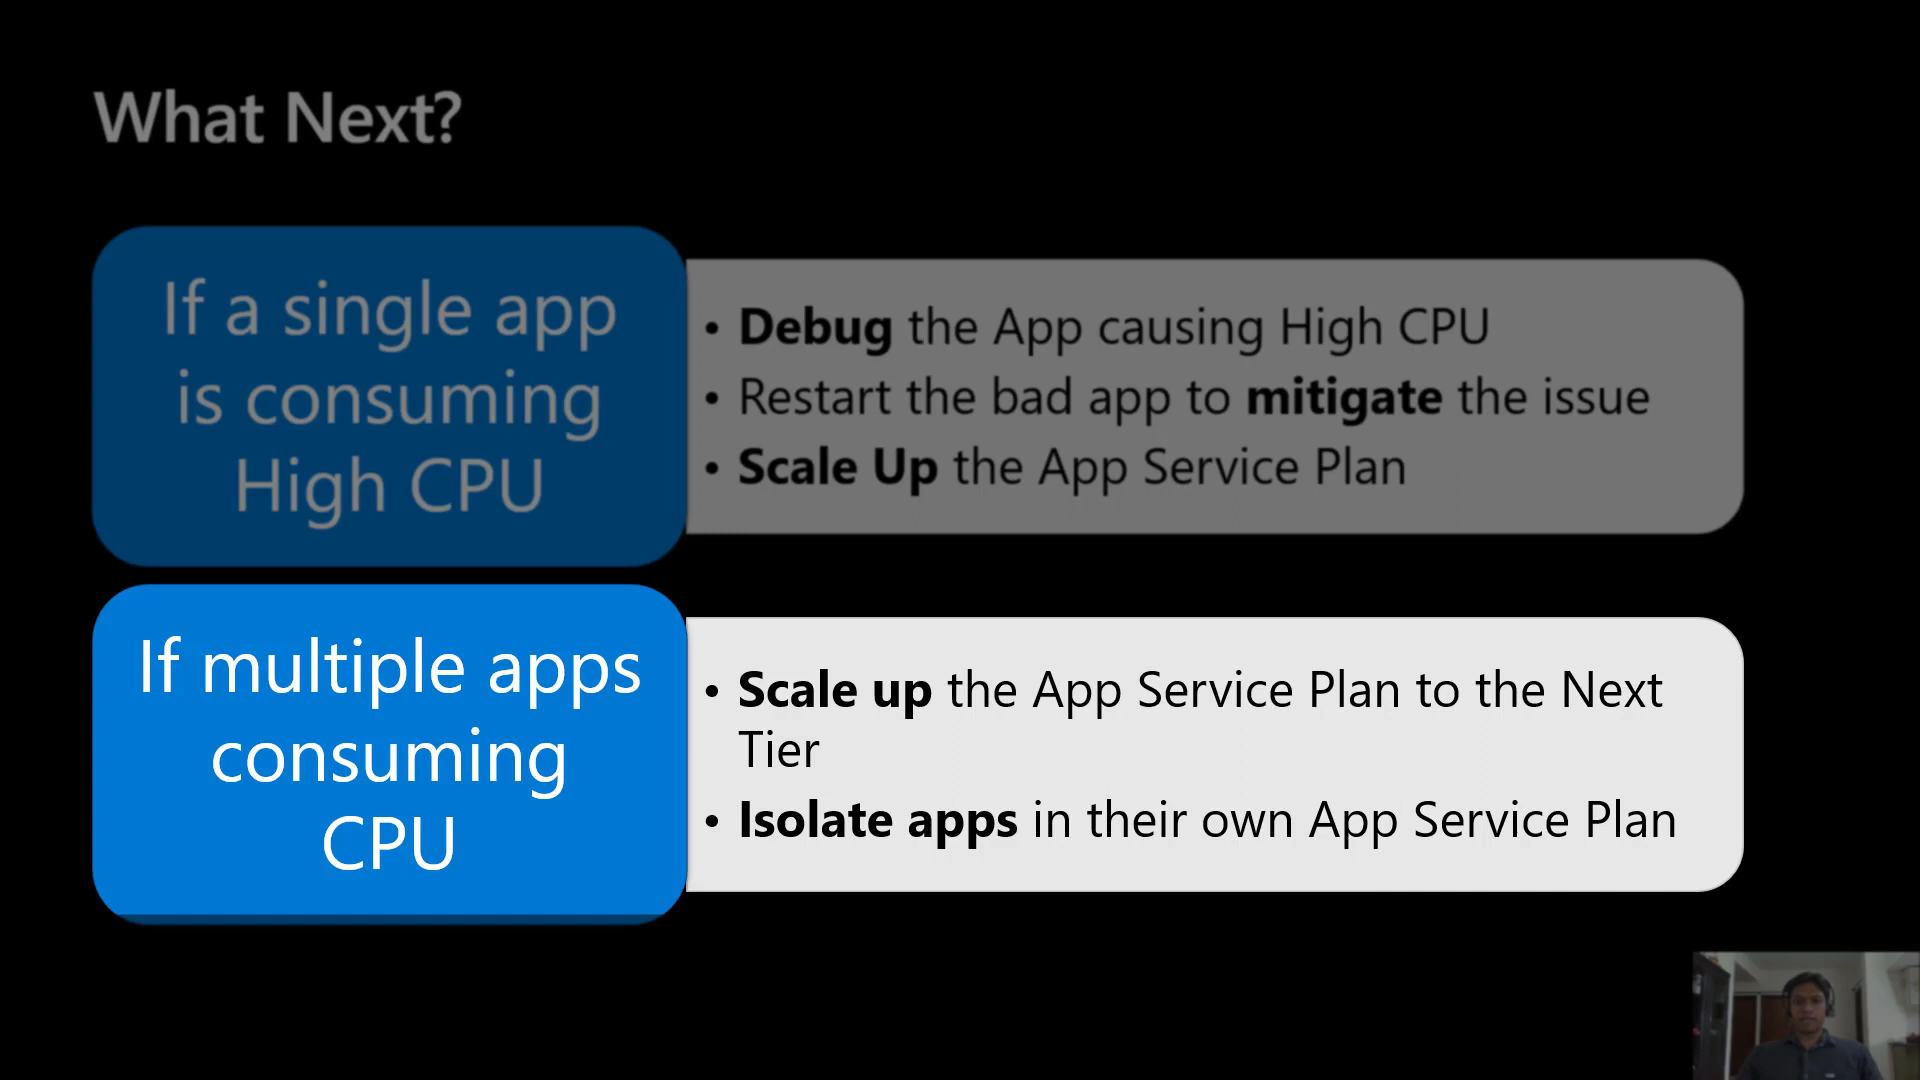 What Next?
If a single app
is consuming
High CPU
• Debug the App causing High CPU
• Restart the bad app to mitigate the issue
• Scale Up the App Service Plan
If multiple apps
consuming
CPU
• Scale up the App Service Plan to the Next
Tier
• Isolate apps in their own App Service Plan